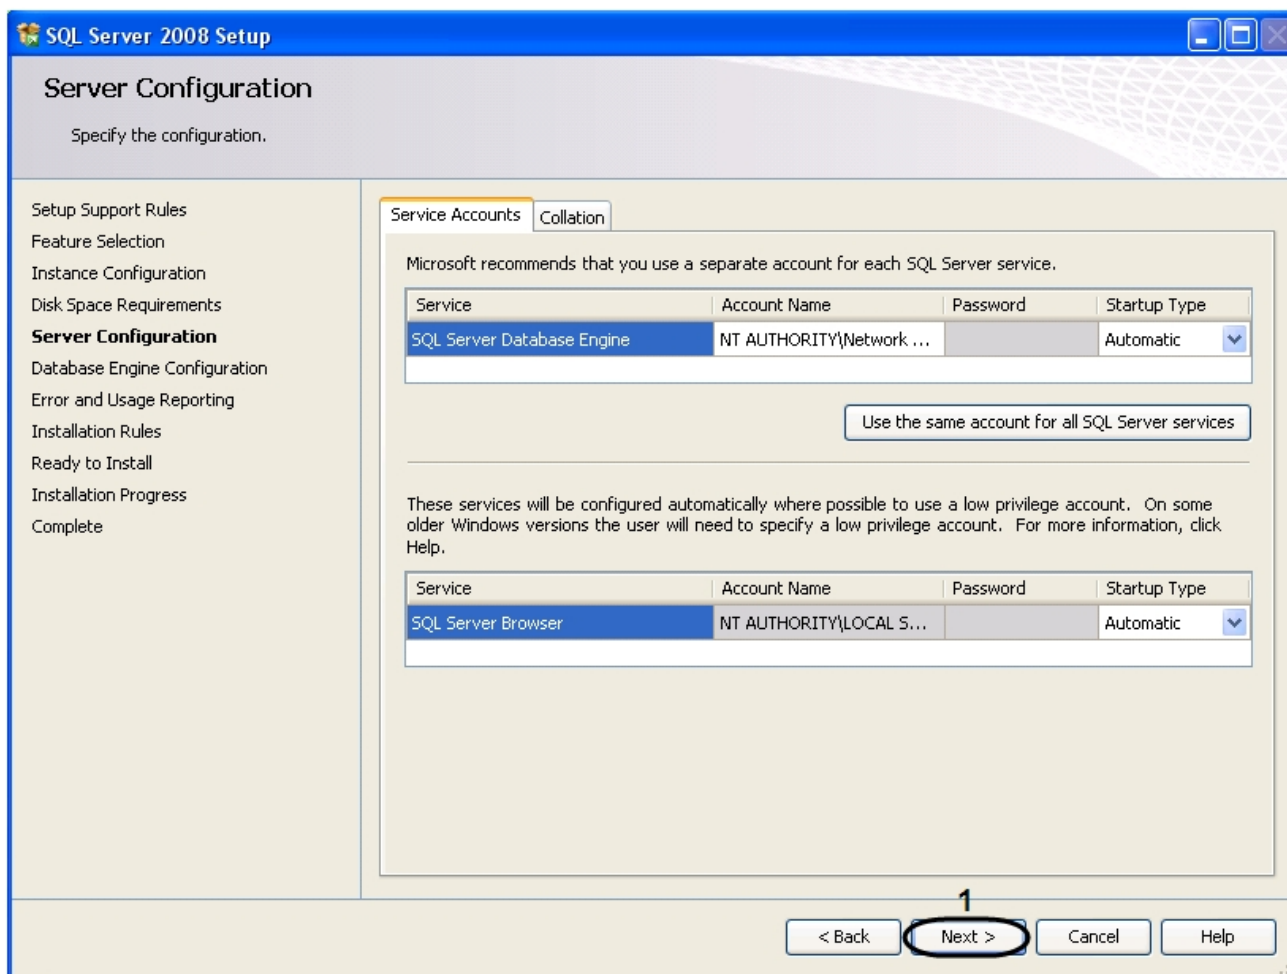 SQL Server 2008 Setup
Server Configuration
Specify the configuration.
Setup Support Rules
Feature Selection
Instance Configuration
Disk Space Requirements
Server Configuration
Database Engine Configuration
Error and Usage Reporting
Installation Rules
Ready to Install
Installation Progress
Complete
Service Accounts Collation
Microsoft recommends that you use a separate account for each SQL Server service.
Service Account Name Password Startup Type
SQL Server Database Engine NT AUTHORITY\Network ... Automatic
Use the same account for all SQL Server services
These services will be configured automatically where possible to use a low privilege account. On some
older Windows versions the user will need to specify a low privilege account. For more information, click
Help.
Service Account Name Password Startup Type
SQL Server Browser NT AUTHORITY\LOCAL S... Automatic
1
< Back Next > Cancel Help